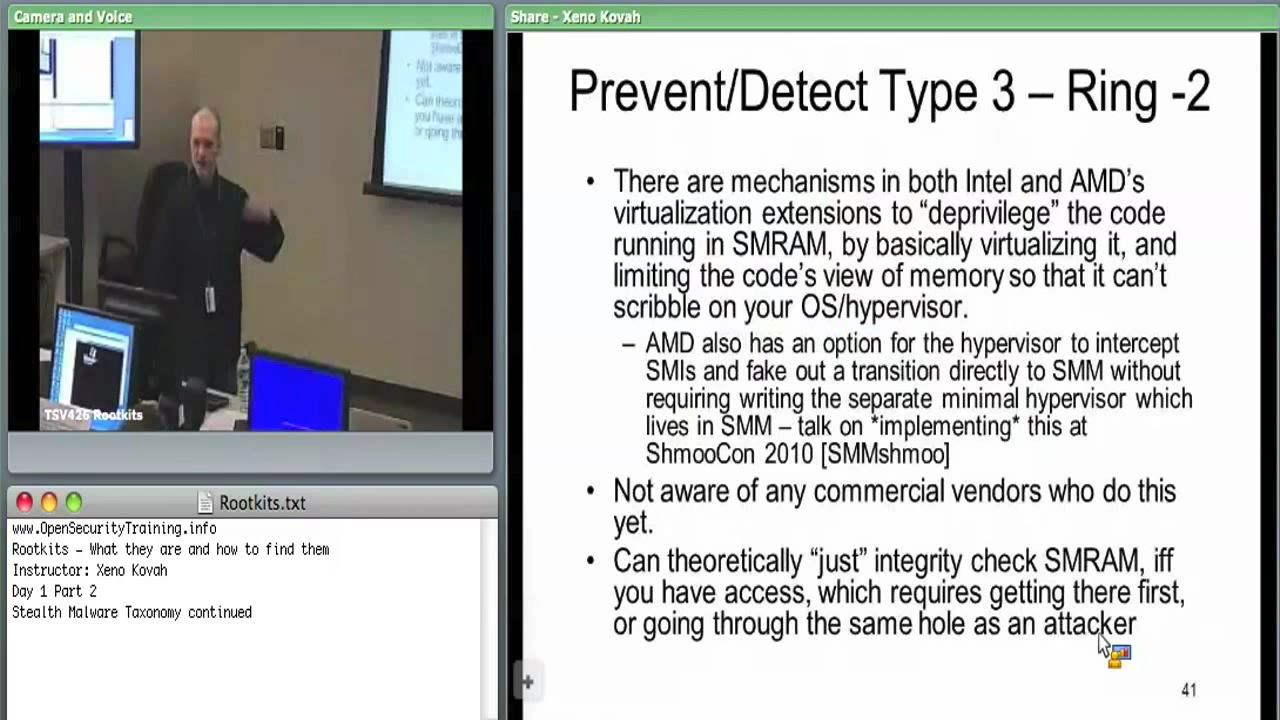 Camera and Voice
TSV426 Rootkits
Rootkits.txt
www.OpenSecurityTraining.info
Rootkits – What they are and how to find them
Instructor: Xeno Kovah
Day 1 Part 2
Stealth Malware Taxonomy continued
Share - Xeno Kovah
Prevent/Detect Type 3 – Ring -2
• There are mechanisms in both Intel and AMD’s
virtualization extensions to “deprivilege” the code
running in SMRAM, by basically virtualizing it, and
limiting the code’s view of memory so that it can’t
scribble on your OS/hypervisor.
– AMD also has an option for the hypervisor to intercept
SMIs and fake out a transition directly to SMM without
requiring writing the separate minimal hypervisor which
lives in SMM – talk on *implementing* this at
ShmooCon 2010 [SMMshmoo]
• Not aware of any commercial vendors who do this
yet.
• Can theoretically “just” integrity check SMRAM, iff
you have access, which requires getting there first,
or going through the same hole as an attacker
41